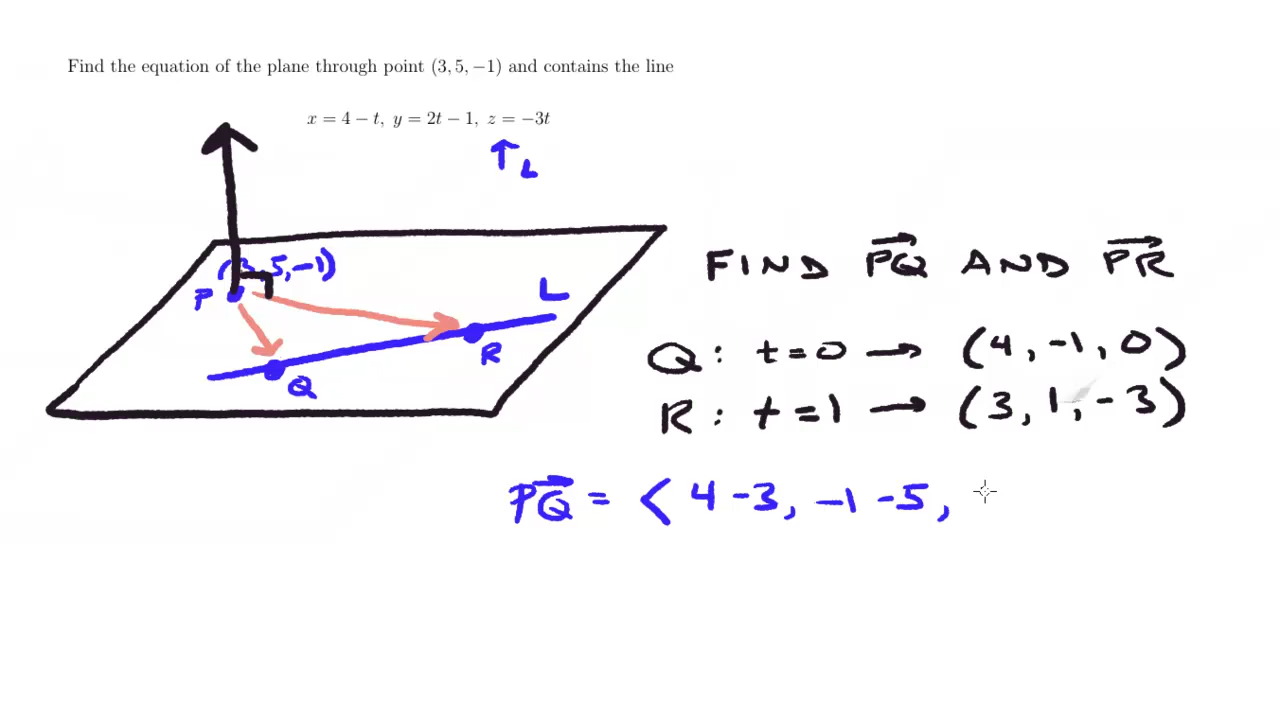 Find the equation of the plane through point (3, 5, −1) and contains the line
x = 4 − t, y = 2t − 1, z = −3t
↑L
(3,5,-1)
P
L
R
Q
FIND PQ⃗ AND PR⃗
Q: t=0 → (4, -1, 0)
R: t=1 → (3, 1, -3)
PQ⃗ = < 4-3, -1-5,